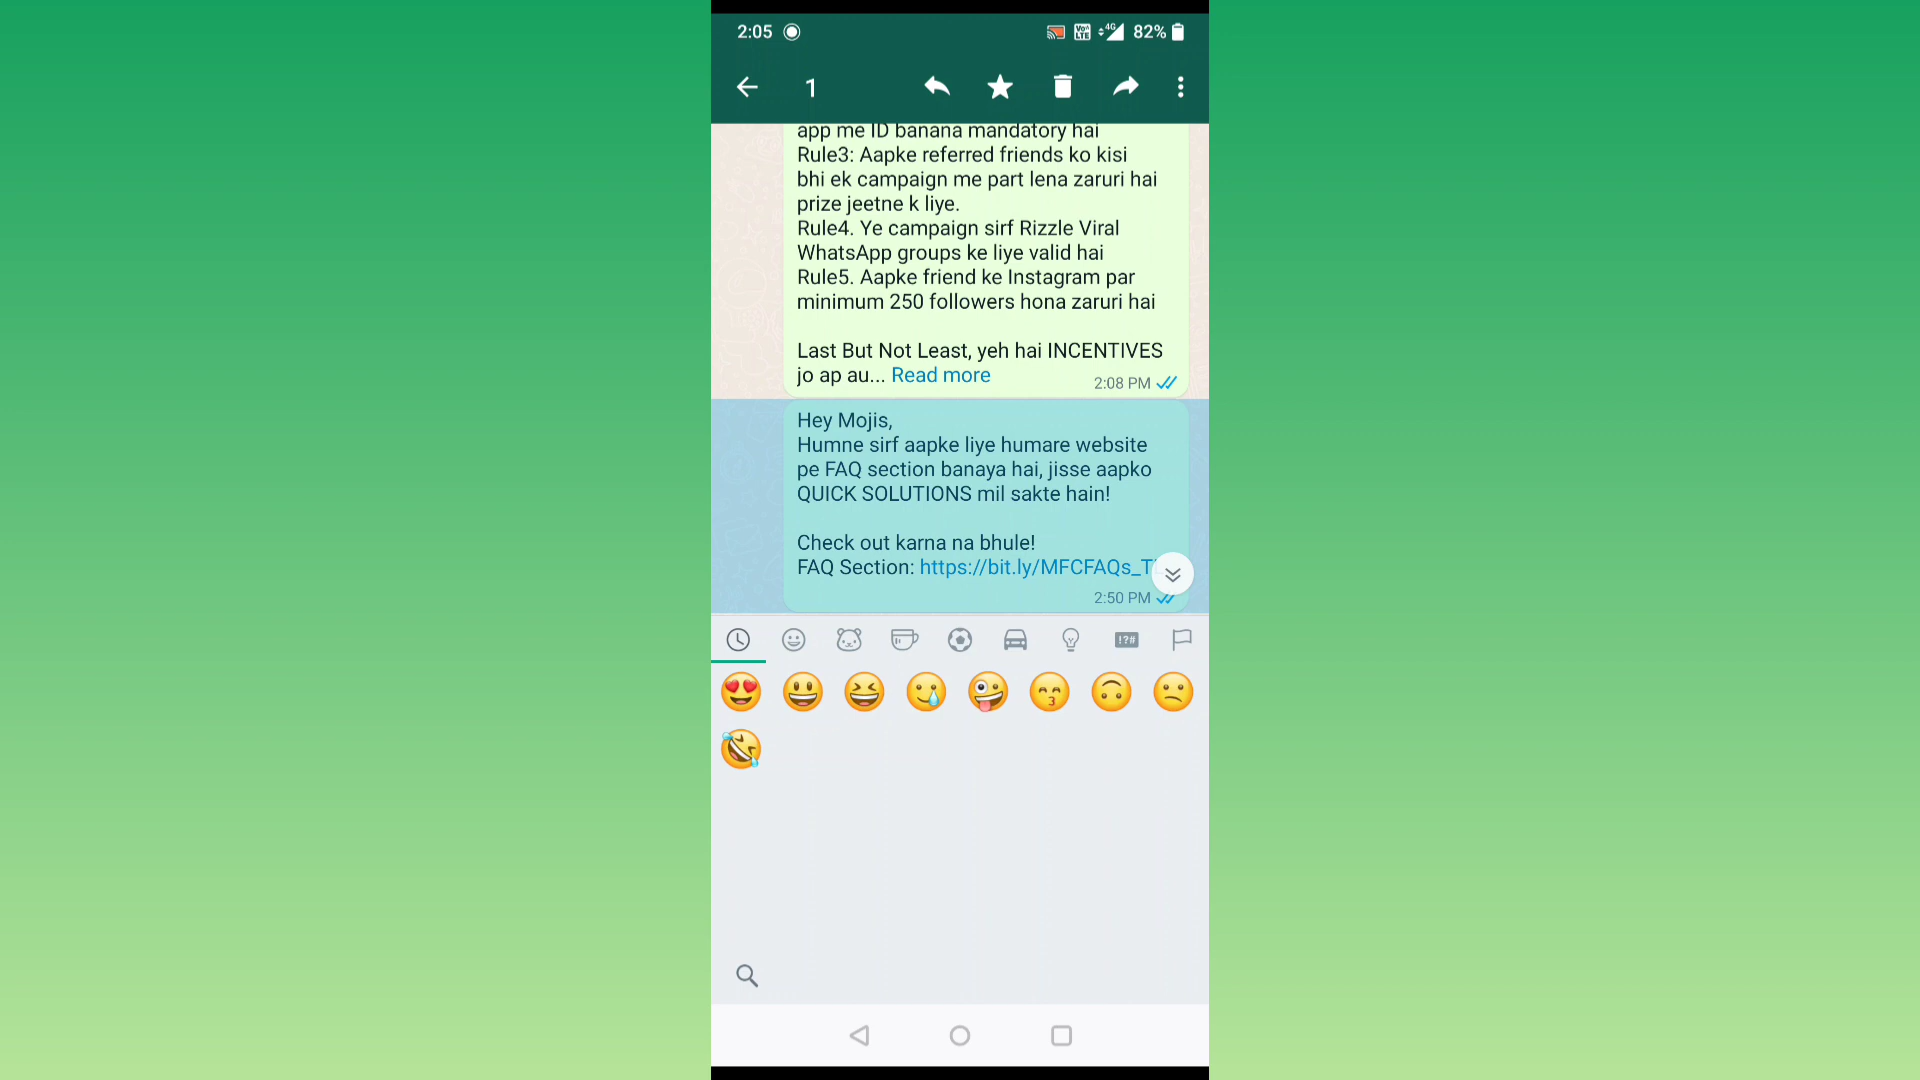 2:05
4G
82%
1
app me ID banana mandatory hai
Rule3: Aapke referred friends ko kisi
bhi ek campaign me part lena zaruri hai
prize jeetne k liye.
Rule4. Ye campaign sirf Rizzle Viral
WhatsApp groups ke liye valid hai
Rule5. Aapke friend ke Instagram par
minimum 250 followers hona zaruri hai
Last But Not Least, yeh hai INCENTIVES
jo ap au... Read more
2:08 PM
Hey Mojis,
Humne sirf aapke liye humare website
pe FAQ section banaya hai, jisse aapko
QUICK SOLUTIONS mil sakte hain!
Check out karna na bhule!
FAQ Section: https://bit.ly/MFCFAQs_T
2:50 PM
!?#